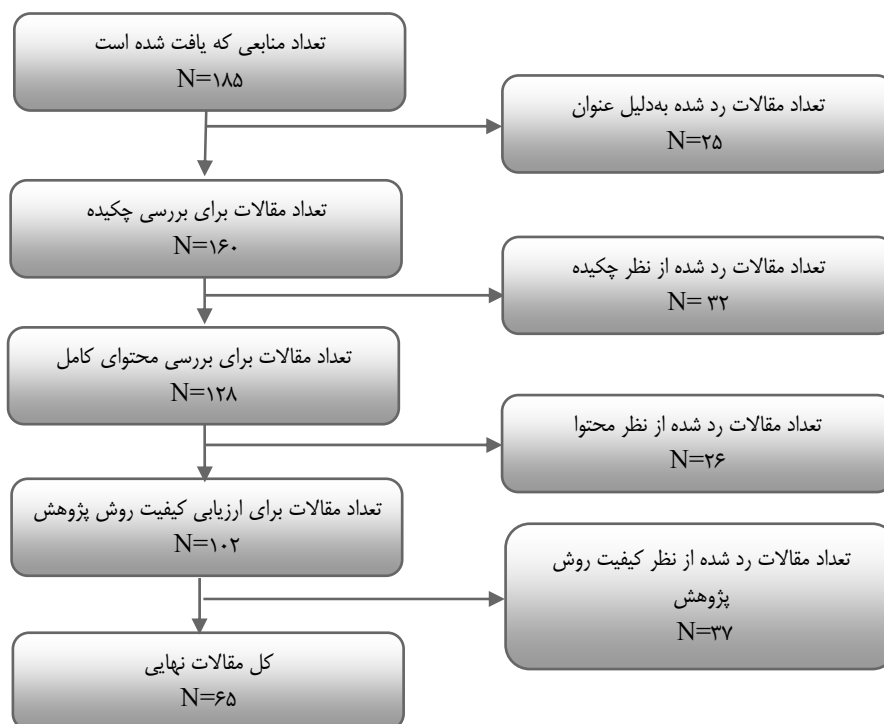 تعداد منابعی که یافت شده است
N=۱۸۵
تعداد مقالات رد شده به‌دلیل عنوان
N=۲۵
تعداد مقالات برای بررسی چکیده
N=۱۶۰
تعداد مقالات رد شده از نظر چکیده
N= ۳۲
تعداد مقالات برای بررسی محتوای کامل
N=۱۲۸
تعداد مقالات رد شده از نظر محتوا
N=۲۶
تعداد مقالات برای ارزیابی کیفیت روش پژوهش
N=۱۰۲
تعداد مقالات رد شده از نظر کیفیت روش
پژوهش
N=۳۷
کل مقالات نهایی
N=۶۵